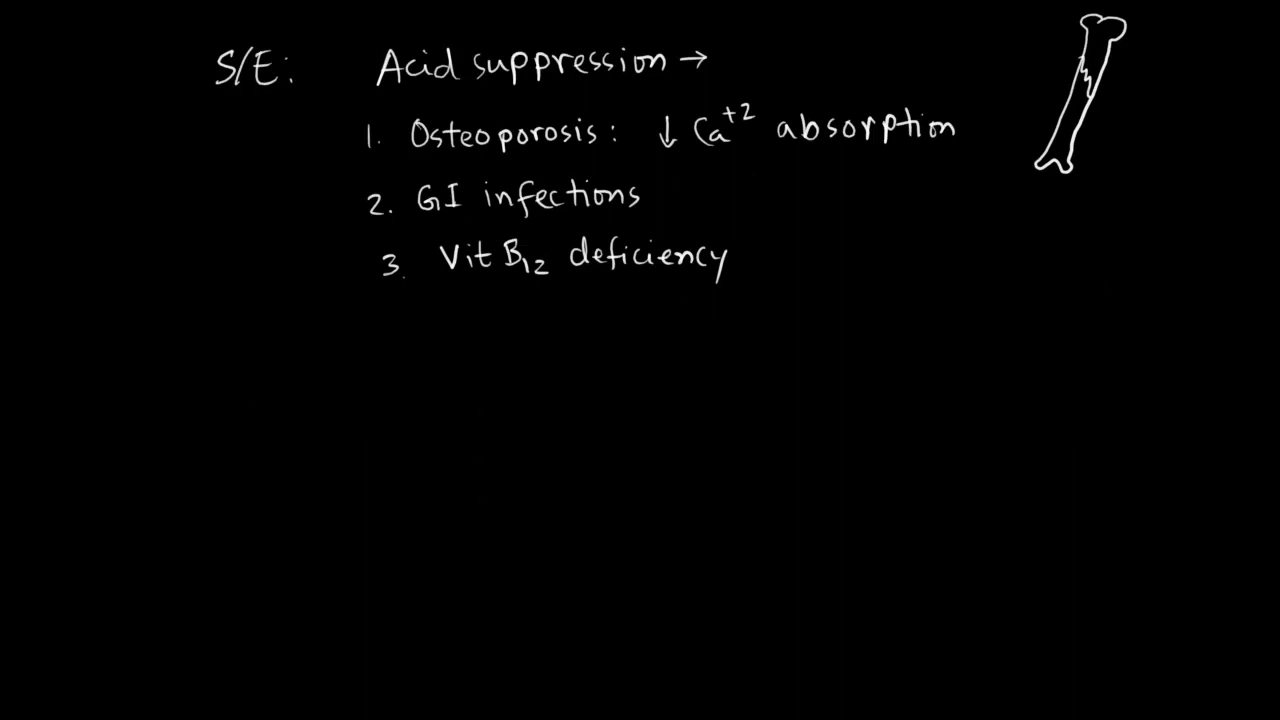 S/E: Acid suppression →
1. Osteoporosis: ↓ Ca⁺² absorption
2. GI infections
3. Vit B₁₂ deficiency